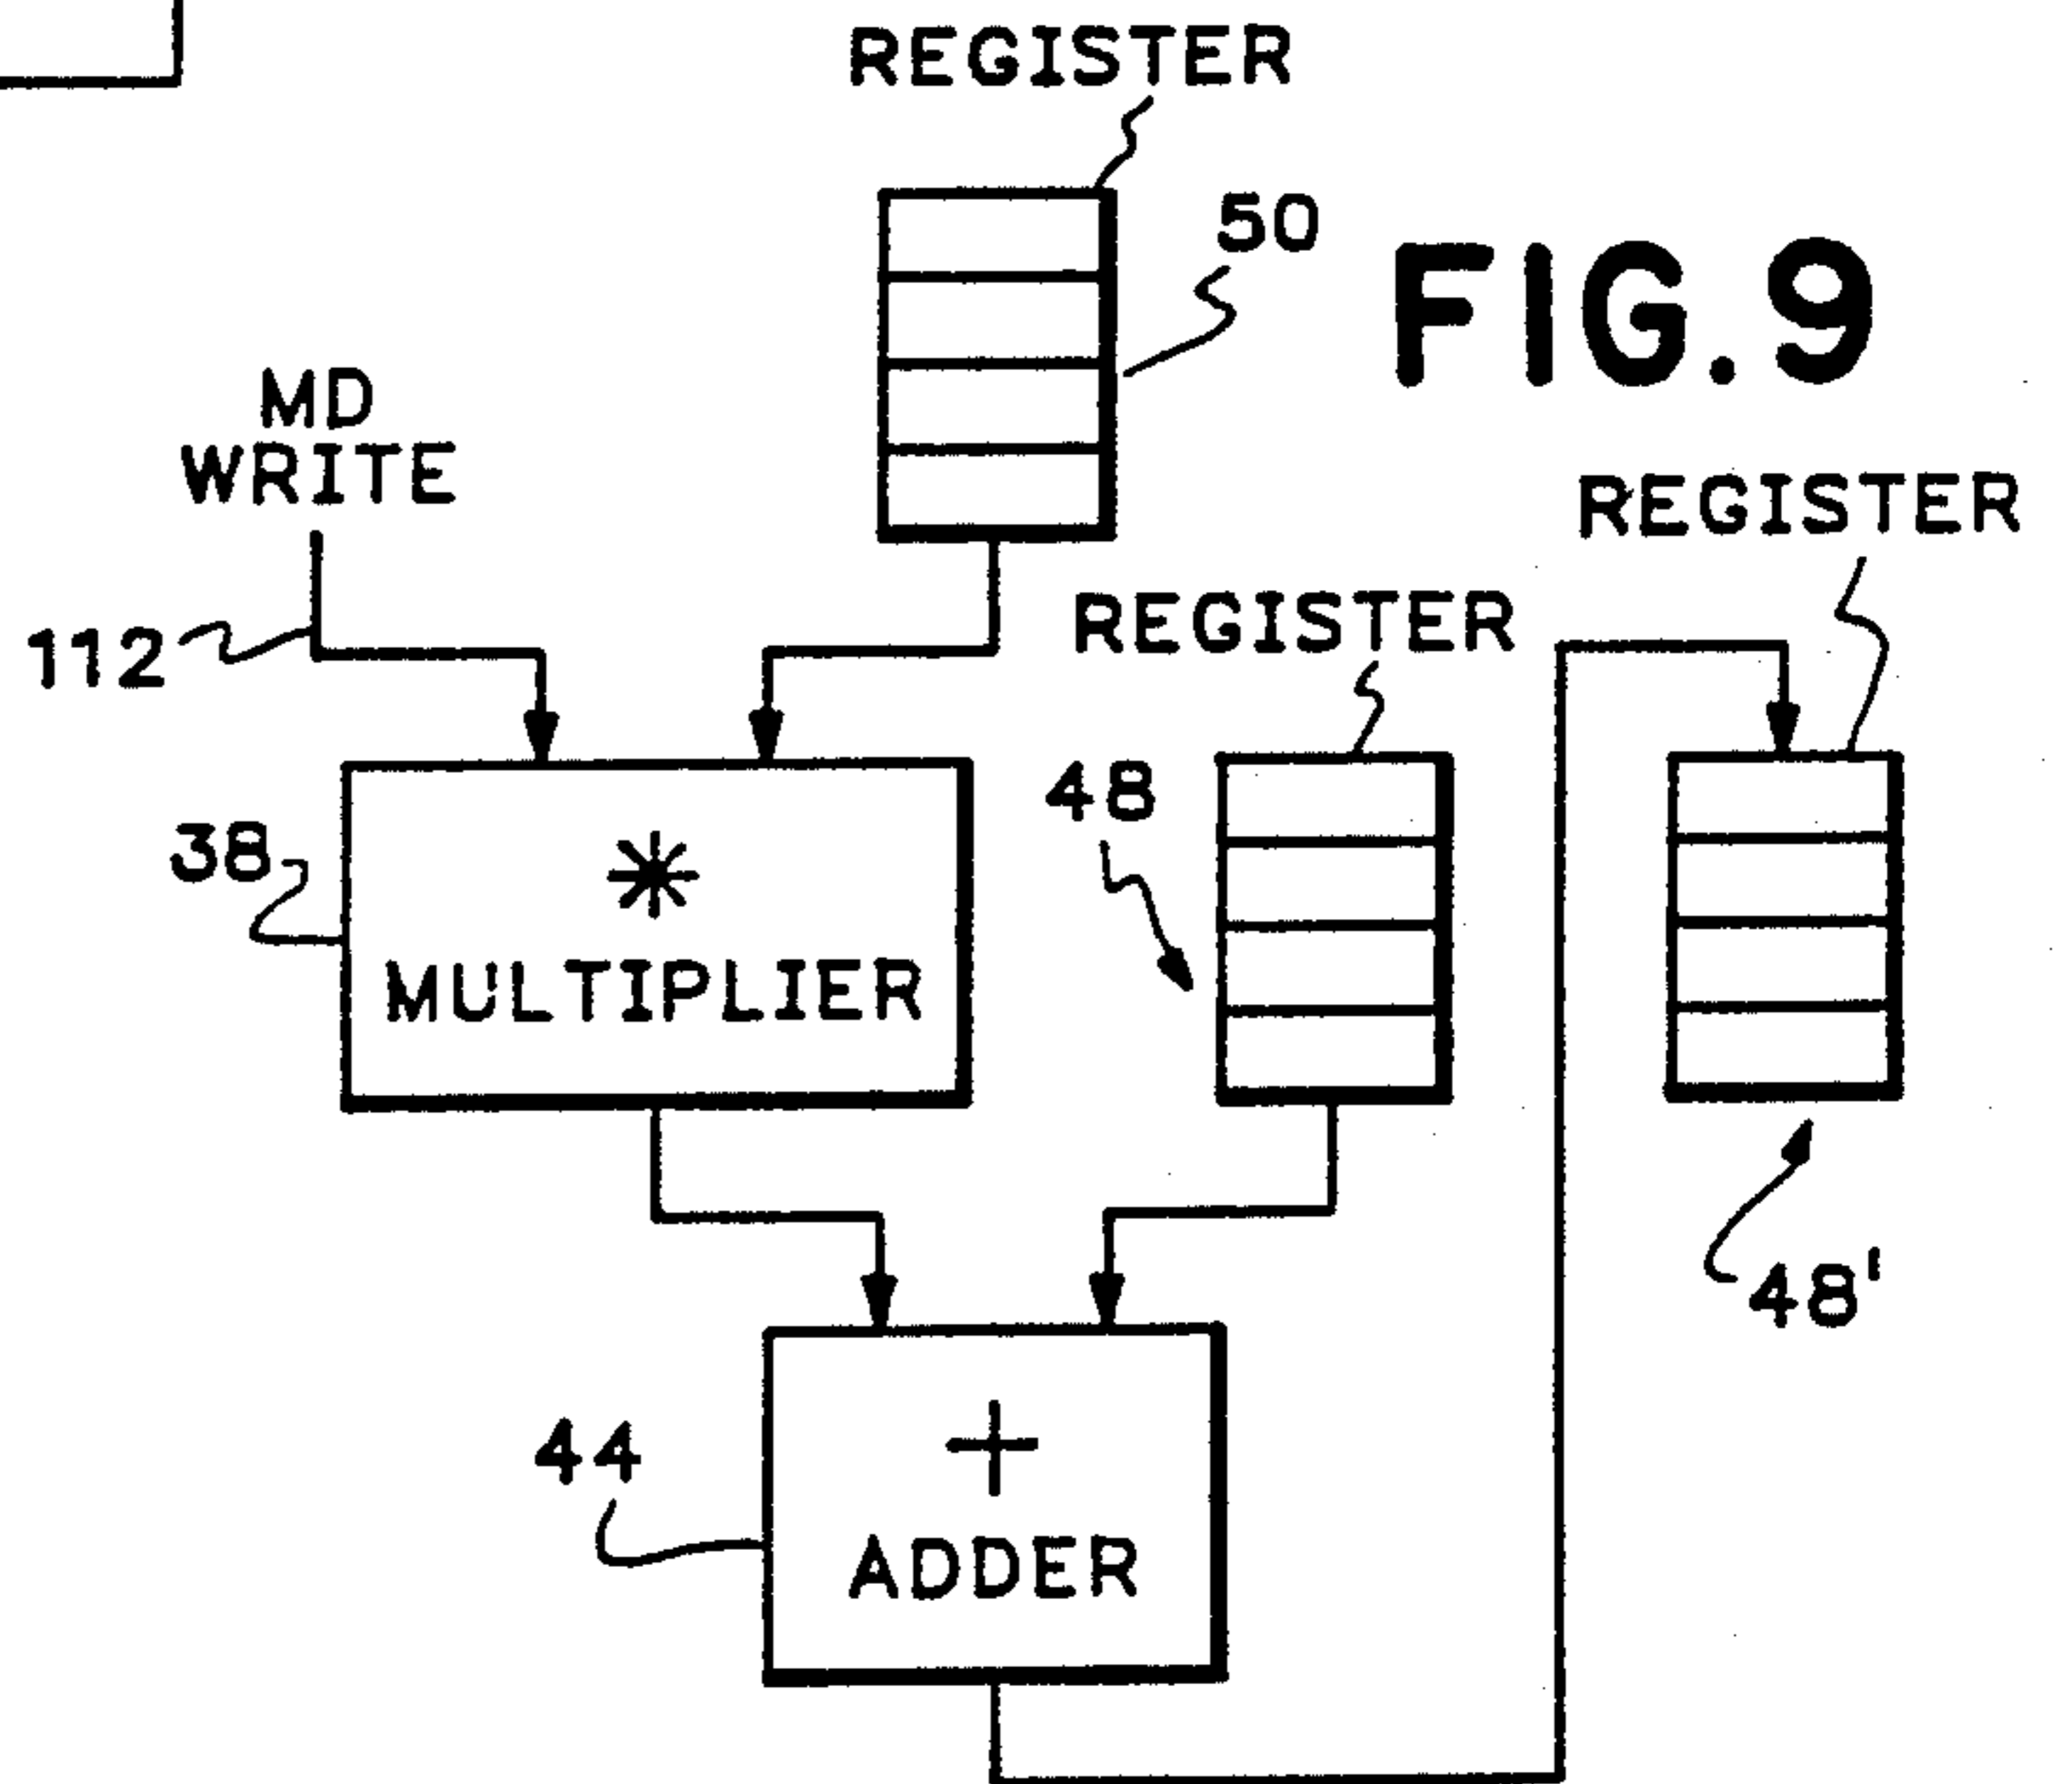 REGISTER
50
FIG. 9
MD
WRITE
REGISTER
REGISTER
112
48
38
*
MULTIPLIER
48'
44
+
ADDER